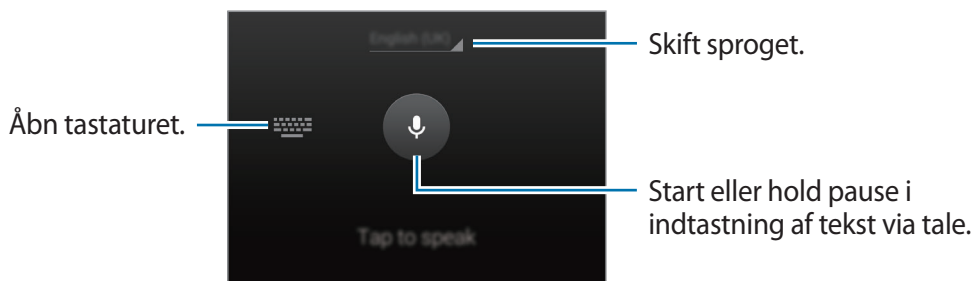 English (UK)
Skift sproget.
Åbn tastaturet.
Start eller hold pause i
indtastning af tekst via tale.
Tap to speak